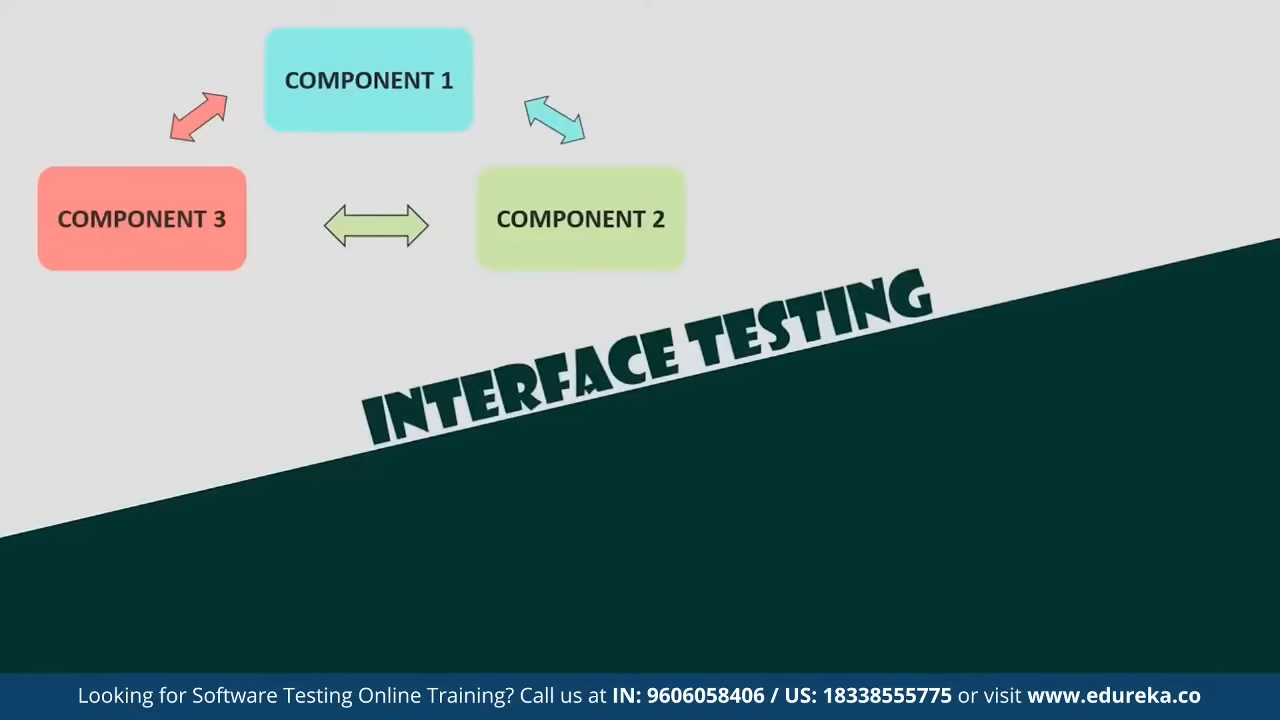 COMPONENT 1
COMPONENT 3
COMPONENT 2
INTERFACE TESTING
Looking for Software Testing Online Training? Call us at IN: 9606058406 / US: 18338555775 or visit www.edureka.co